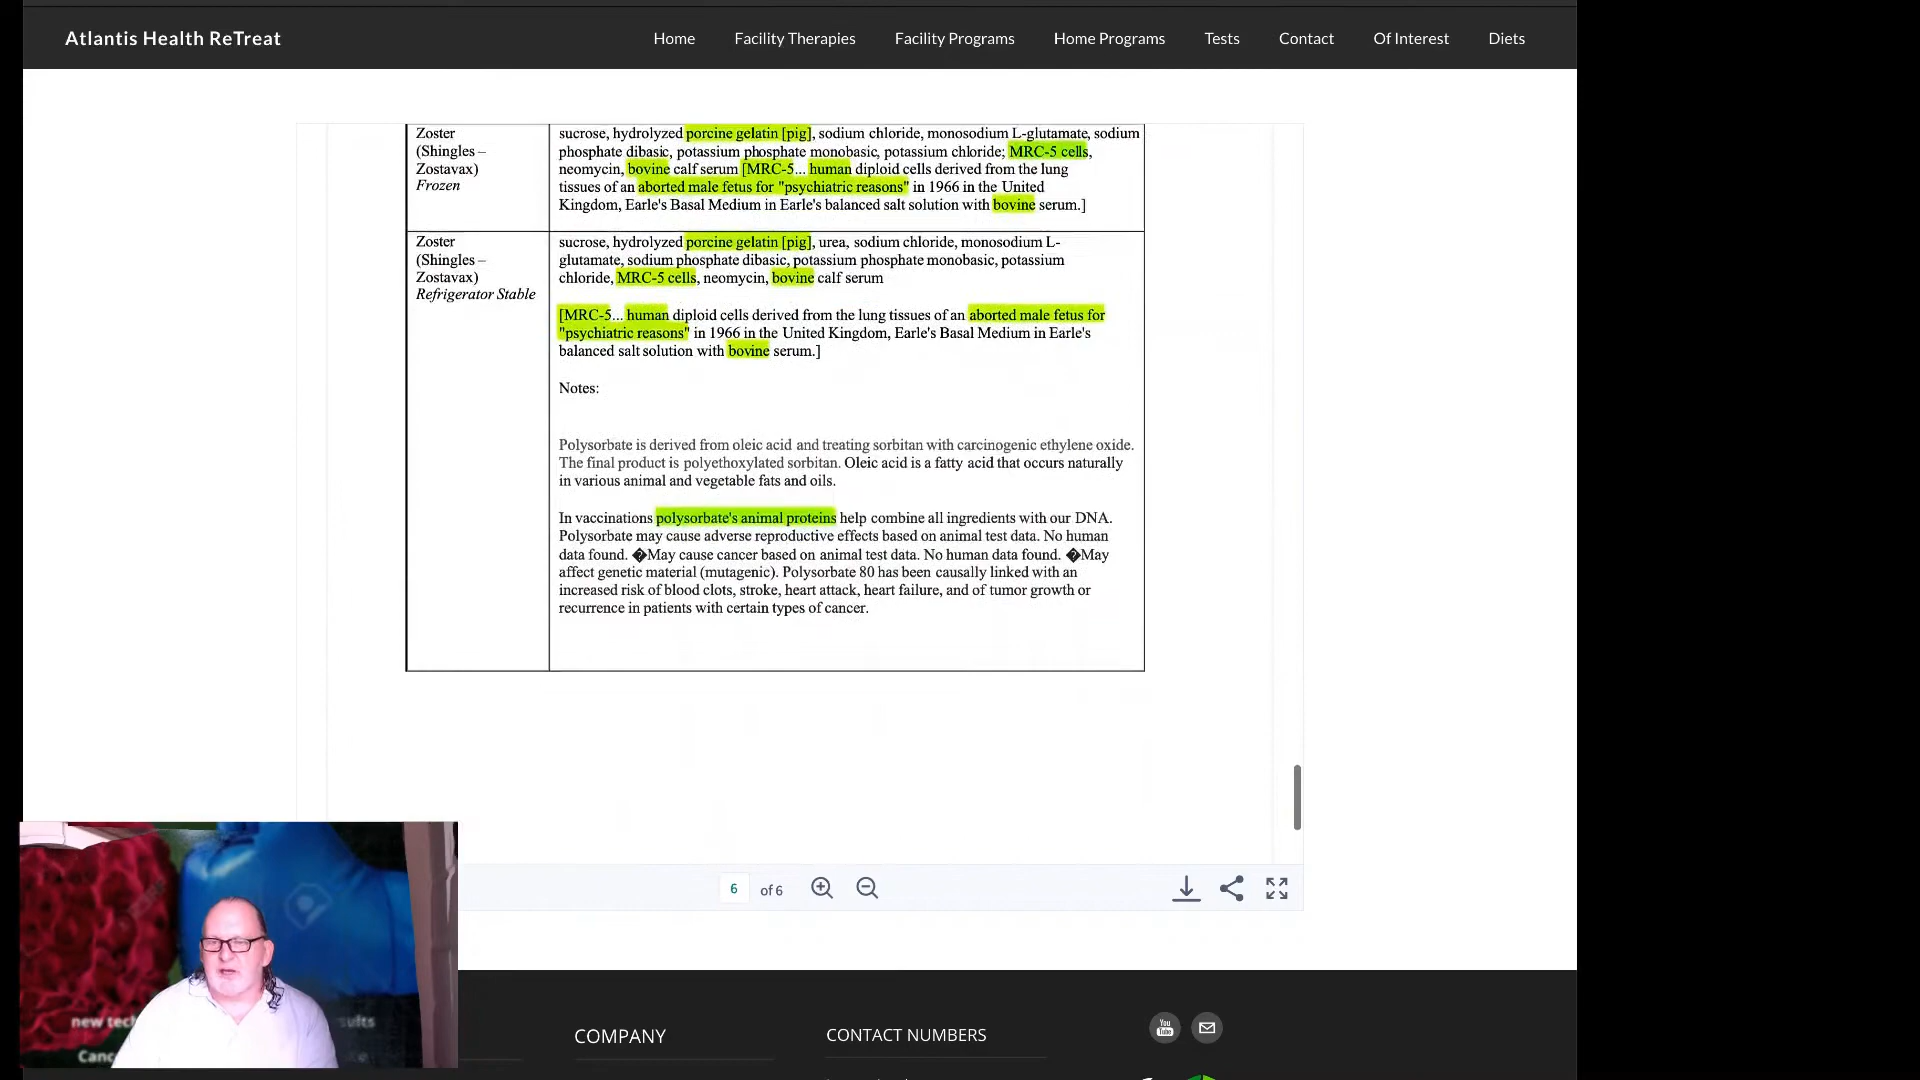 Atlantis Health ReTreat
Home Facility Therapies Facility Programs Home Programs Tests Contact Of Interest Diets
Zoster
(Shingles –
Zostavax)
Frozen
sucrose, hydrolyzed porcine gelatin [pig], sodium chloride, monosodium L-glutamate, sodium
phosphate dibasic, potassium phosphate monobasic, potassium chloride; MRC-5 cells,
neomycin, bovine calf serum [MRC-5... human diploid cells derived from the lung
tissues of an aborted male fetus for "psychiatric reasons" in 1966 in the United
Kingdom, Earle's Basal Medium in Earle's balanced salt solution with bovine serum.]
Zoster
(Shingles –
Zostavax)
Refrigerator Stable
sucrose, hydrolyzed porcine gelatin [pig], urea, sodium chloride, monosodium L-
glutamate, sodium phosphate dibasic, potassium phosphate monobasic, potassium
chloride, MRC-5 cells, neomycin, bovine calf serum
[MRC-5... human diploid cells derived from the lung tissues of an aborted male fetus for
"psychiatric reasons" in 1966 in the United Kingdom, Earle's Basal Medium in Earle's
balanced salt solution with bovine serum.]
Notes:
Polysorbate is derived from oleic acid and treating sorbitan with carcinogenic ethylene oxide.
The final product is polyethoxylated sorbitan. Oleic acid is a fatty acid that occurs naturally
in various animal and vegetable fats and oils.
In vaccinations polysorbate's animal proteins help combine all ingredients with our DNA.
Polysorbate may cause adverse reproductive effects based on animal test data. No human
data found. �May cause cancer based on animal test data. No human data found. �May
affect genetic material (mutagenic). Polysorbate 80 has been causally linked with an
increased risk of blood clots, stroke, heart attack, heart failure, and of tumor growth or
recurrence in patients with certain types of cancer.
6 of 6
new
COMPANY
CONTACT NUMBERS
You
Tube